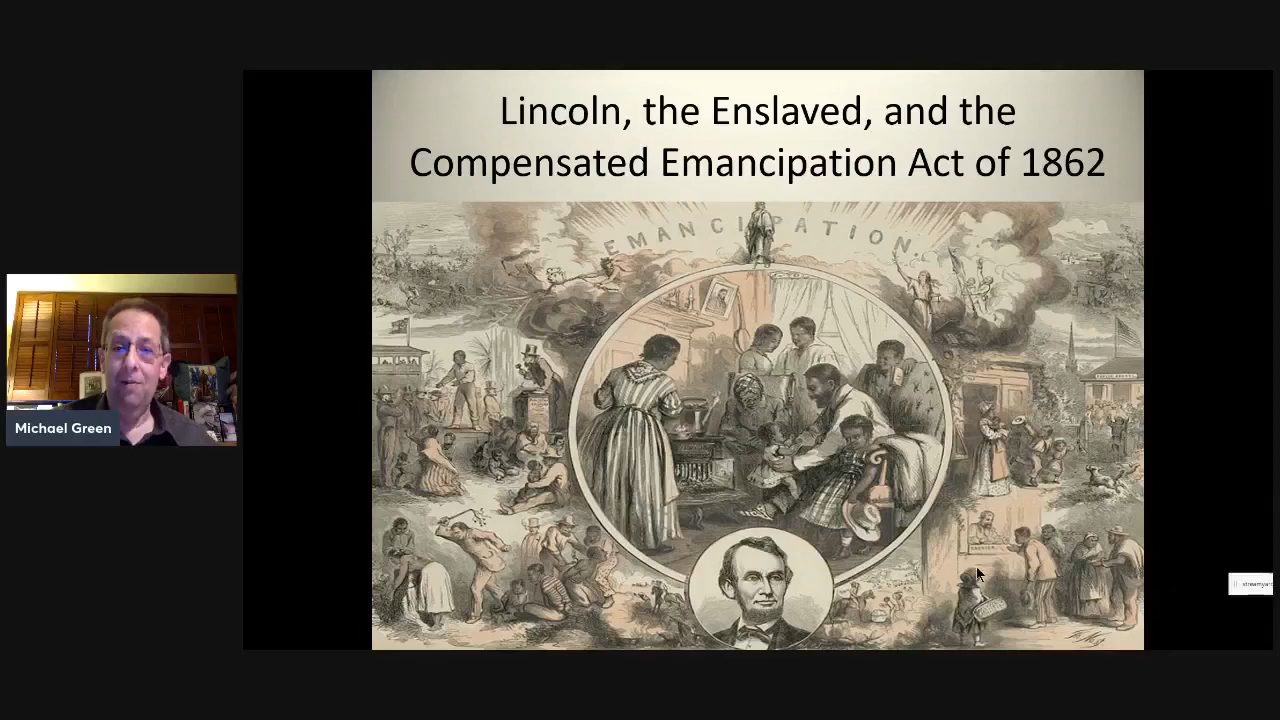 Lincoln, the Enslaved, and the
Compensated Emancipation Act of 1862
EMANCIPATION
Michael Green